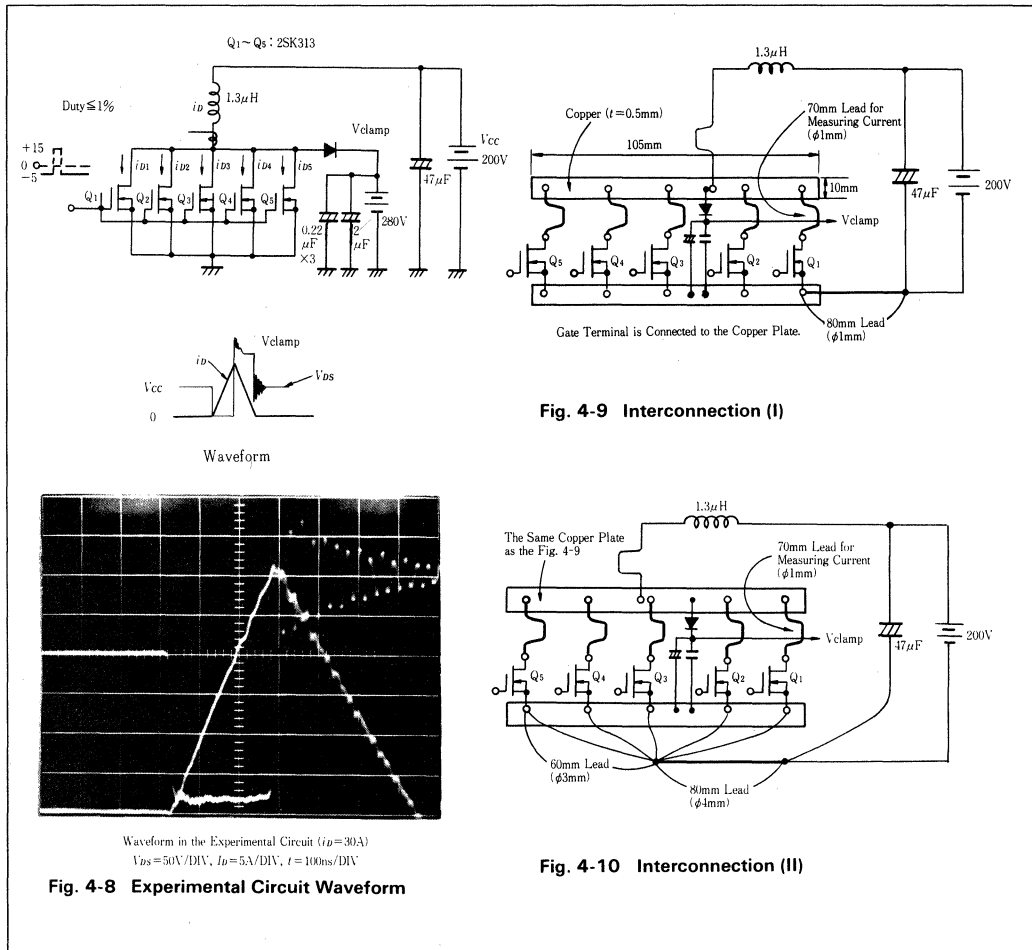 Q1~Q5 : 2SK313
Duty≦1%
+15
0
-5
iD
1.3μH
Vclamp
Vcc
200V
iD1
iD2
iD3
iD4
iD5
Q1
Q2
Q3
Q4
Q5
0.22
μF
×3
2
μF
280V
47μF
Vclamp
iD
VDS
Vcc
0
Waveform
Waveform in the Experimental Circuit (iD=30A)
VDS=50V/DIV, ID=5A/DIV, t=100ns/DIV
Fig. 4-8 Experimental Circuit Waveform
1.3μH
Copper (t=0.5mm)
70mm Lead for
Measuring Current
(φ1mm)
105mm
10mm
47μF
200V
Vclamp
Q5
Q4
Q3
Q2
Q1
80mm Lead
(φ1mm)
Gate Terminal is Connected to the Copper Plate.
Fig. 4-9 Interconnection (I)
1.3μH
The Same Copper Plate
as the Fig. 4-9
70mm Lead for
Measuring Current
(φ1mm)
Vclamp
47μF
200V
Q5
Q4
Q3
Q2
Q1
60mm Lead
(φ3mm)
80mm Lead
(φ4mm)
Fig. 4-10 Interconnection (II)